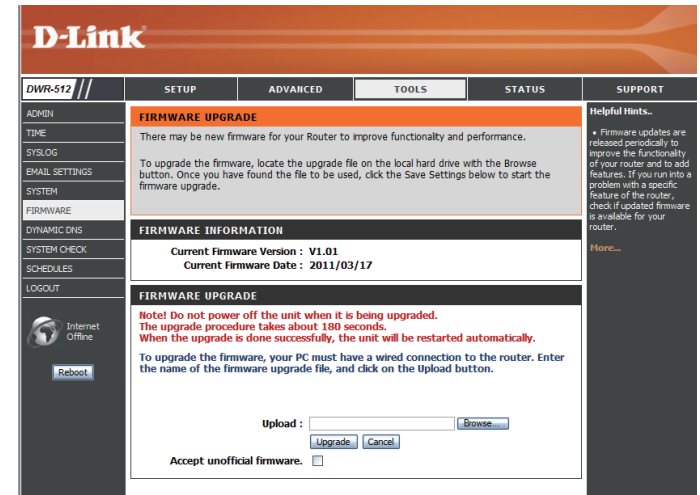 D-Link
DWR-512 //
SETUP
ADVANCED
TOOLS
STATUS
SUPPORT
ADMIN
TIME
SYSLOG
EMAIL SETTINGS
SYSTEM
FIRMWARE
DYNAMIC DNS
SYSTEM CHECK
SCHEDULES
LOGOUT
Internet
Offline
Reboot
FIRMWARE UPGRADE
There may be new firmware for your Router to improve functionality and performance.
To upgrade the firmware, locate the upgrade file on the local hard drive with the Browse
button. Once you have found the file to be used, click the Save Settings below to start the
firmware upgrade.
FIRMWARE INFORMATION
Current Firmware Version : V1.01
Current Firmware Date : 2011/03/17
FIRMWARE UPGRADE
Note! Do not power off the unit when it is being upgraded.
The upgrade procedure takes about 180 seconds.
When the upgrade is done successfully, the unit will be restarted automatically.
To upgrade the firmware, your PC must have a wired connection to the router. Enter
the name of the firmware upgrade file, and click on the Upload button.
Upload :
Browse...
Upgrade
Cancel
Accept unofficial firmware.
Helpful Hints..
• Firmware updates are
released periodically to
improve the functionality
of your router and to add
features. If you run into a
problem with a specific
feature of the router,
check if updated firmware
is available for your
router.
More...